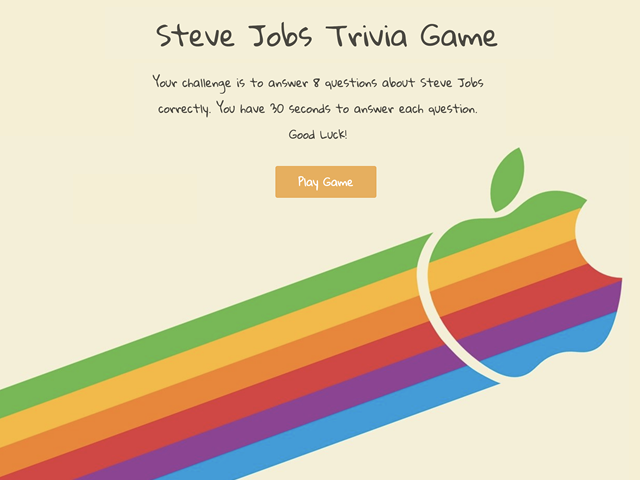 Steve Jobs Trivia Game
Your challenge is to answer 8 questions about Steve Jobs
correctly. You have 30 seconds to answer each question.
Good Luck!
Play Game